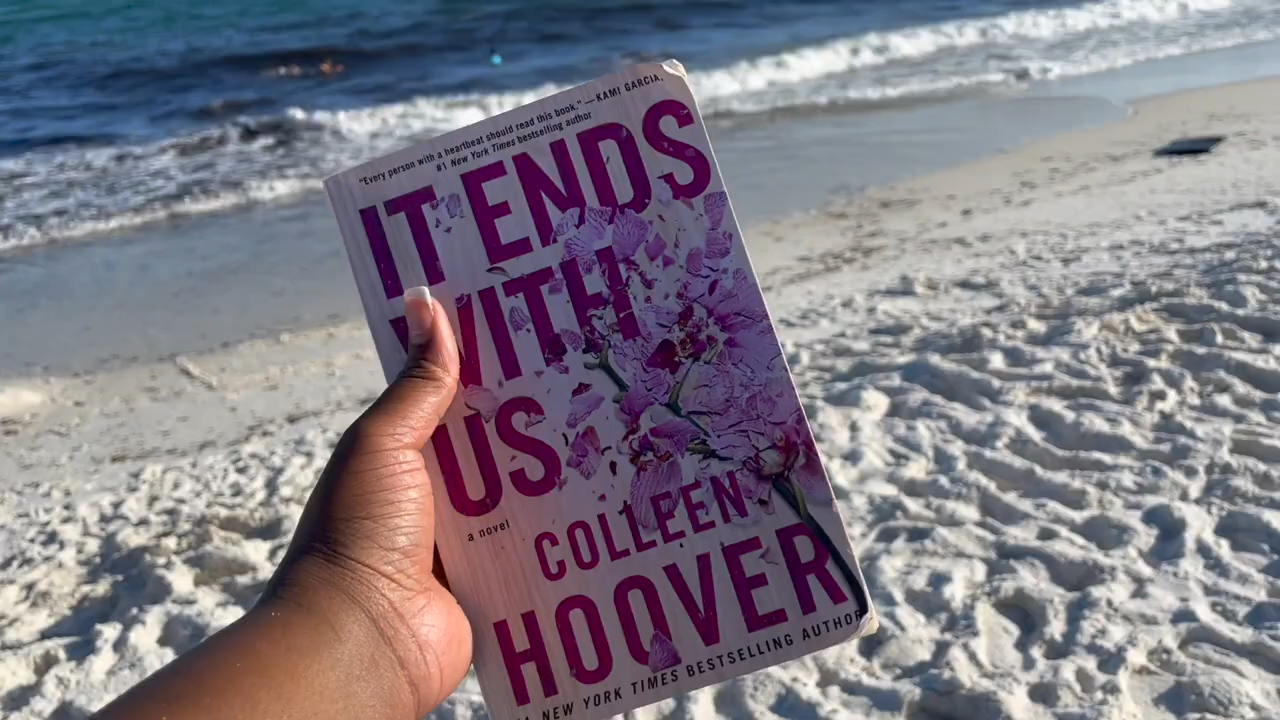 "Every person with a heartbeat should read this book." —KAMI GARCIA,
#1 New York Times bestselling author
IT ENDS
WITH
US
a novel
COLLEEN
HOOVER
NEW YORK TIMES BESTSELLING AUTHOR